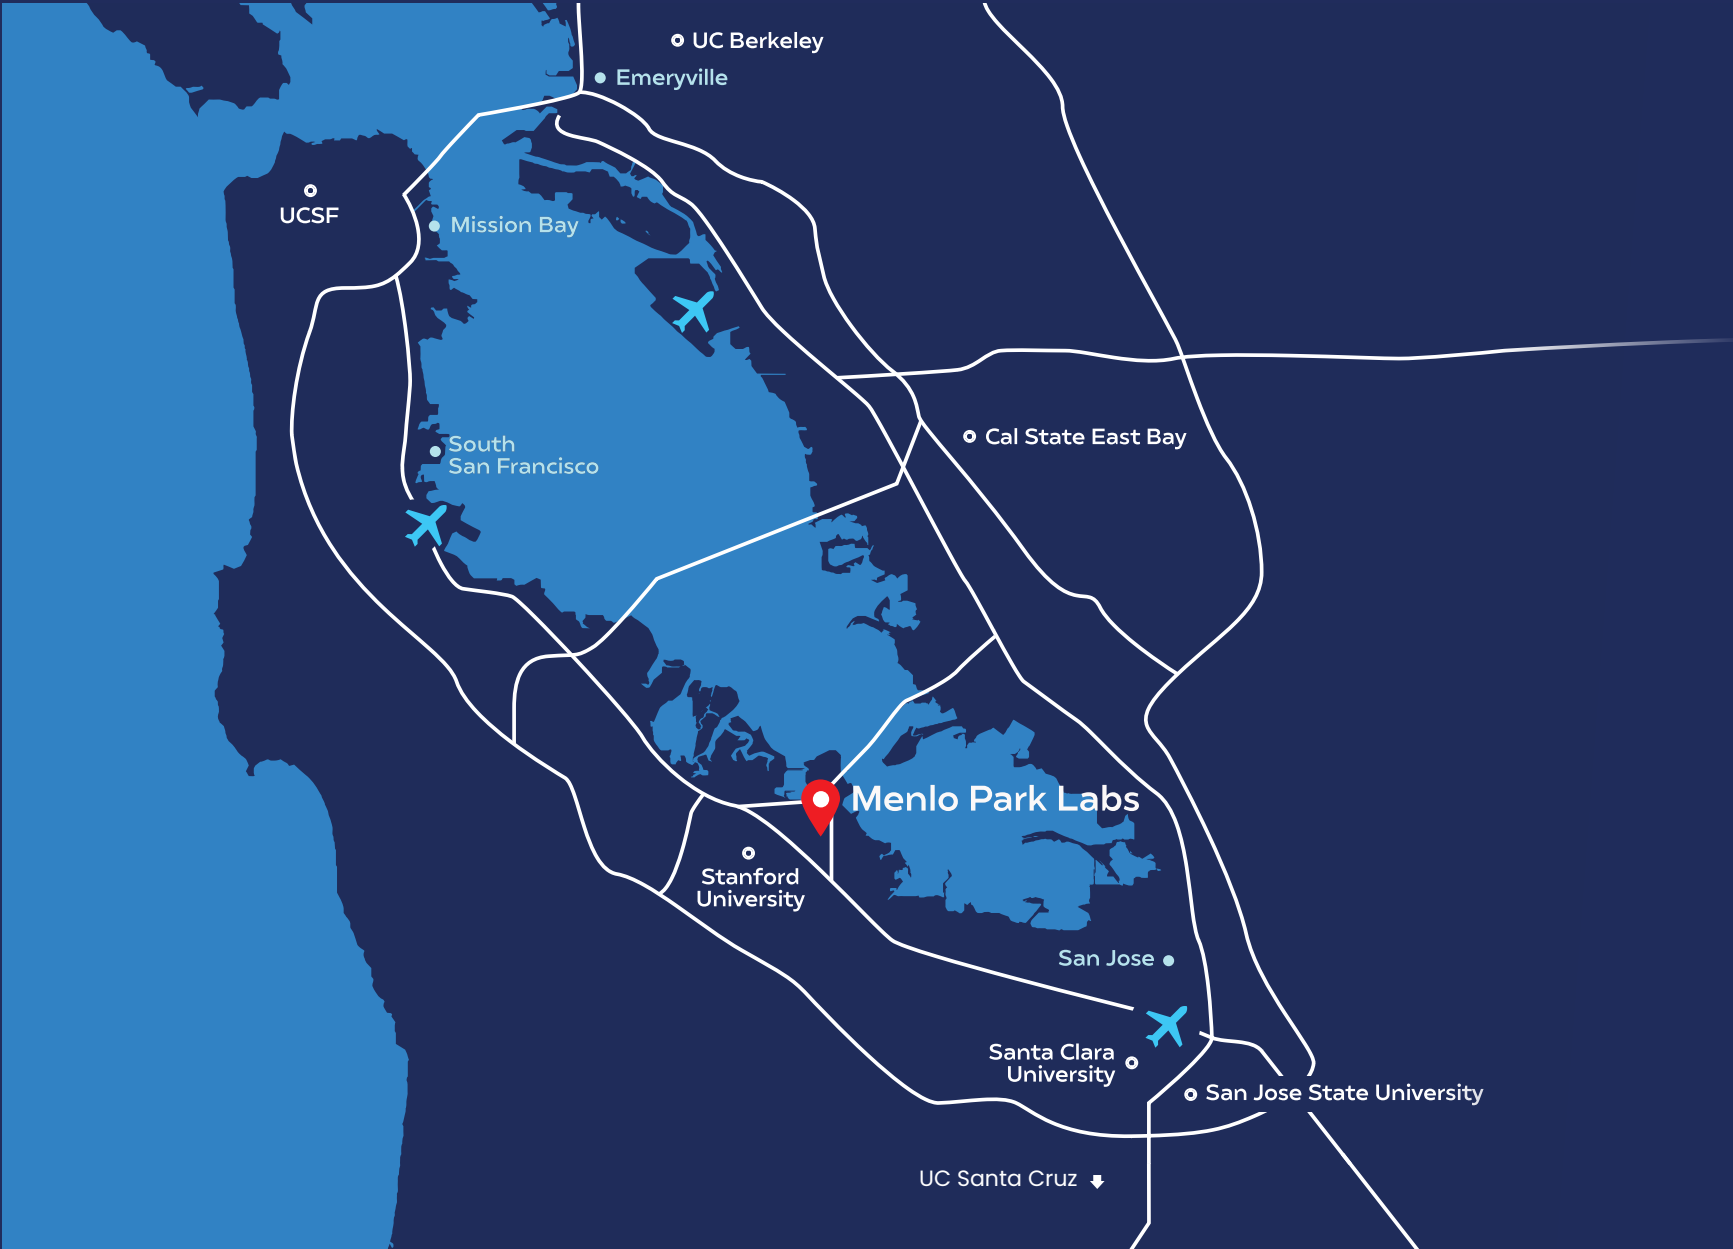 UC Berkeley
Emeryville
UCSF
Mission Bay
Cal State East Bay
South
San Francisco
Menlo Park Labs
Stanford
University
San Jose
Santa Clara
University
San Jose State University
UC Santa Cruz